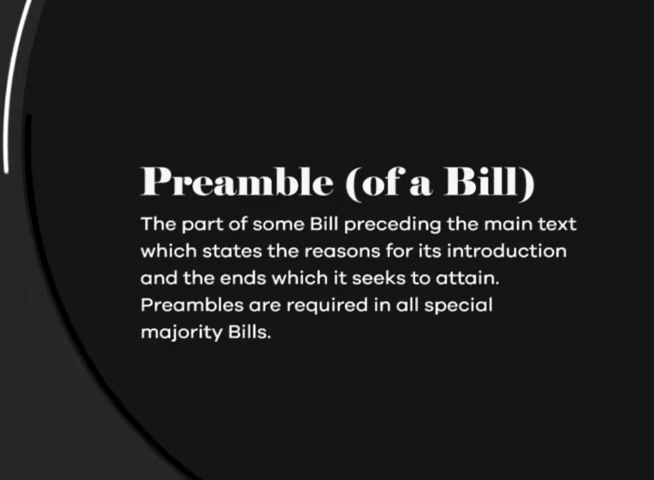 Preamble (of a Bill)
The part of some Bill preceding the main text
which states the reasons for its introduction
and the ends which it seeks to attain.
Preambles are required in all special
majority Bills.